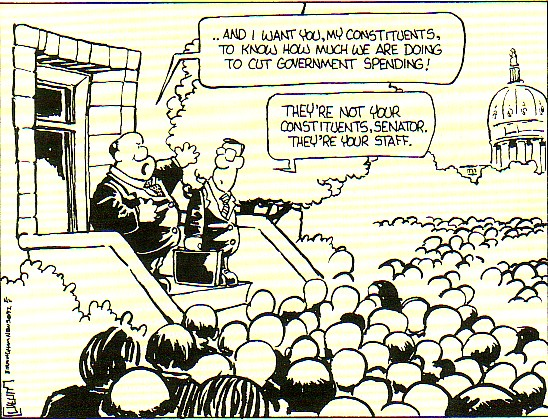 ..AND I WANT YOU, MY CONSTITUENTS,
TO KNOW HOW MUCH WE ARE DOING
TO CUT GOVERNMENT SPENDING!
THEY'RE NOT YOUR
CONSTITUENTS, SENATOR.
THEY'RE YOUR STAFF.